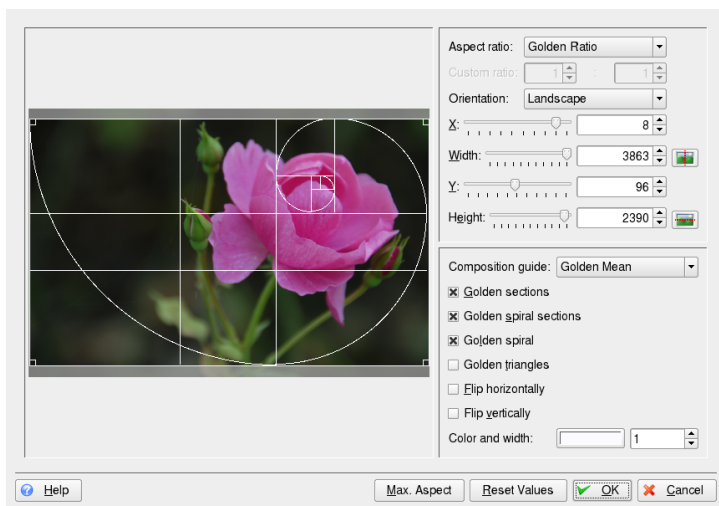 Aspect ratio: Golden Ratio
Custom ratio: 1 : 1
Orientation: Landscape
X: 8
Width: 3863
Y: 96
Height: 2390
Composition guide: Golden Mean
Golden sections
Golden spiral sections
Golden spiral
Golden triangles
Flip horizontally
Flip vertically
Color and width: 1
Help Max. Aspect Reset Values OK Cancel